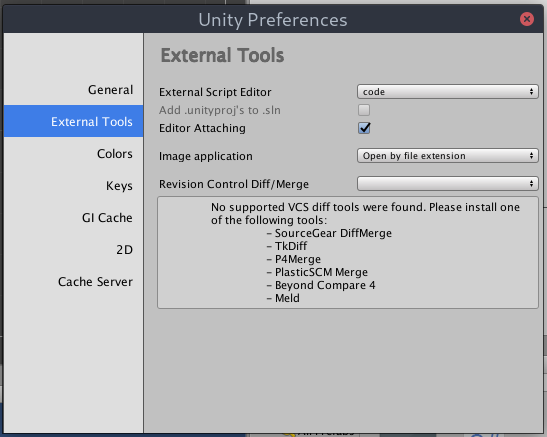 Unity Preferences
General
External Tools
Colors
Keys
GI Cache
2D
Cache Server
External Tools
External Script Editor
code
Add .unityproj's to .sln
Editor Attaching
Image application
Open by file extension
Revision Control Diff/Merge
No supported VCS diff tools were found. Please install one
of the following tools:
- SourceGear DiffMerge
- TkDiff
- P4Merge
- PlasticSCM Merge
- Beyond Compare 4
- Meld